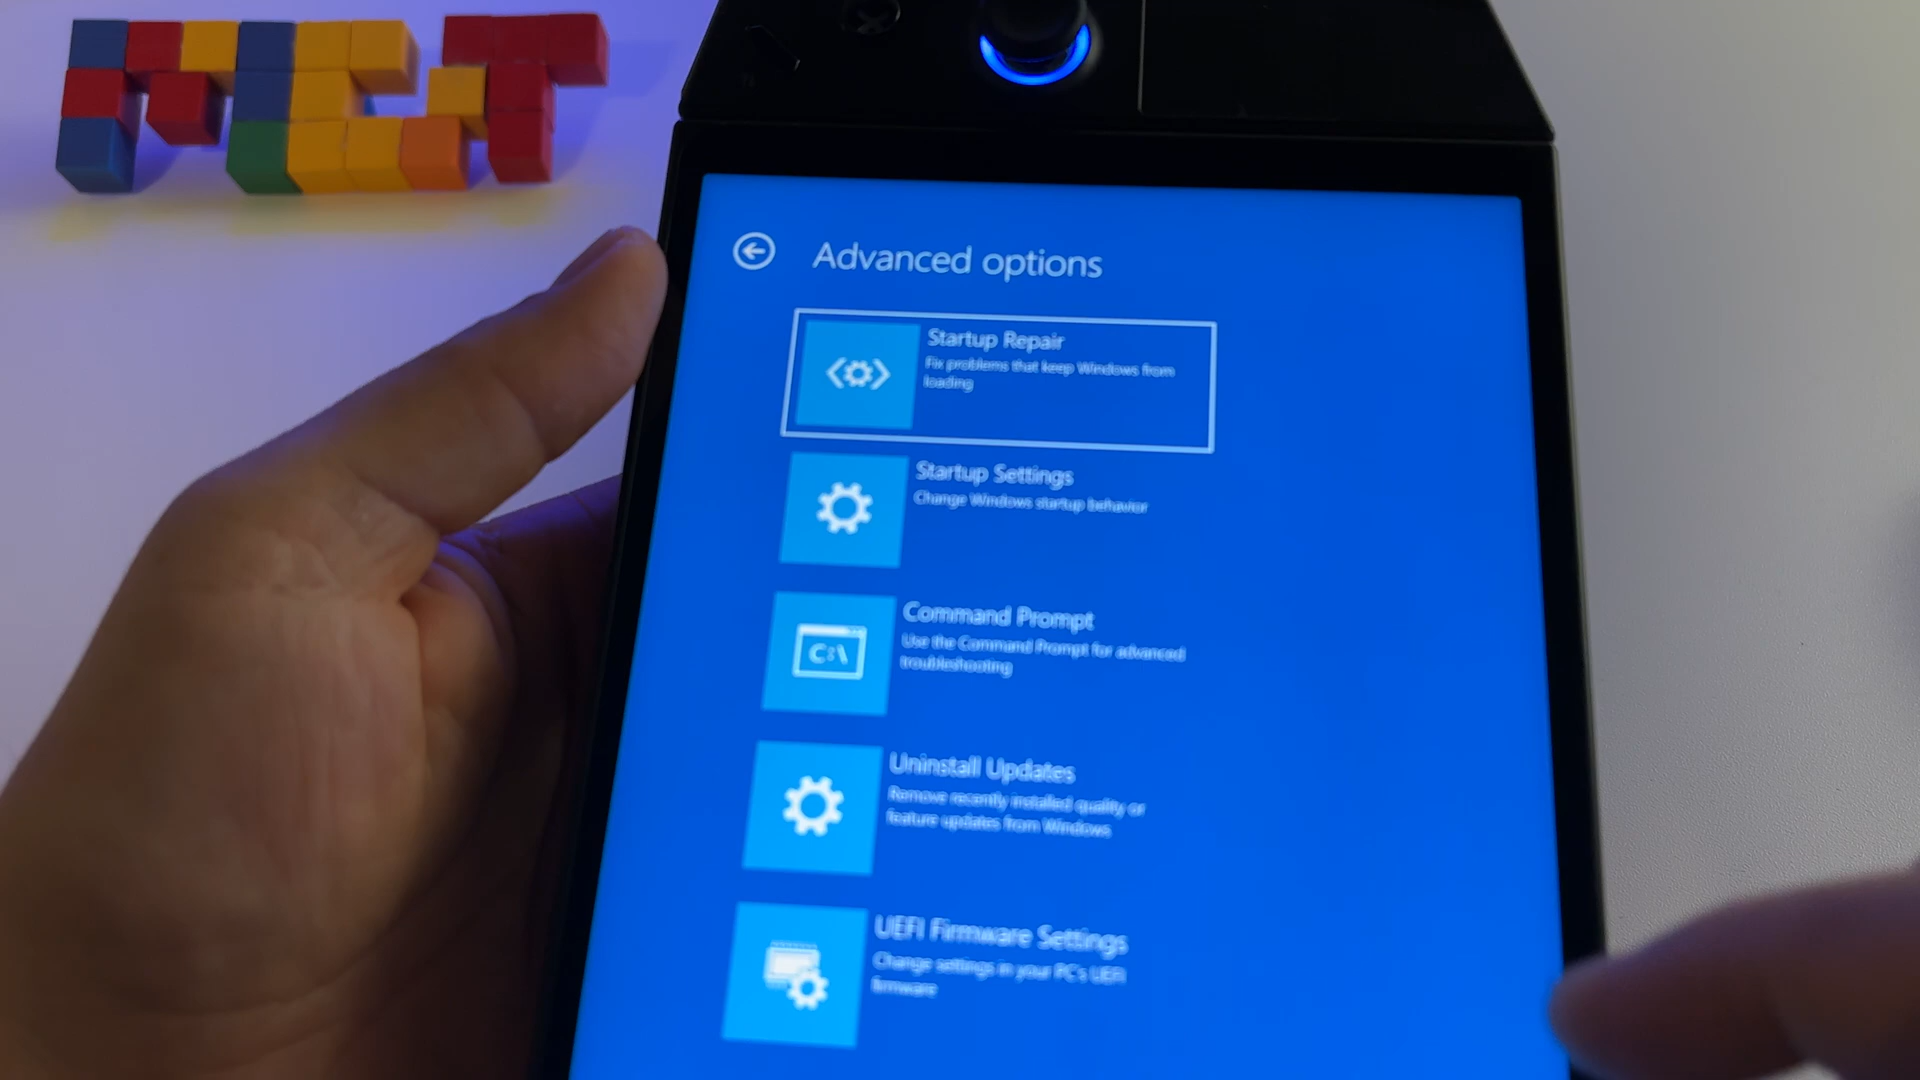 Advanced options
Startup Repair
Fix problems that keep Windows from
loading
Startup Settings
Change Windows startup behavior
Command Prompt
Use the Command Prompt for advanced
troubleshooting
C:\
Uninstall Updates
Remove recently installed quality or
feature updates from Windows
UEFI Firmware Settings
Change settings in your PC's UEFI
firmware